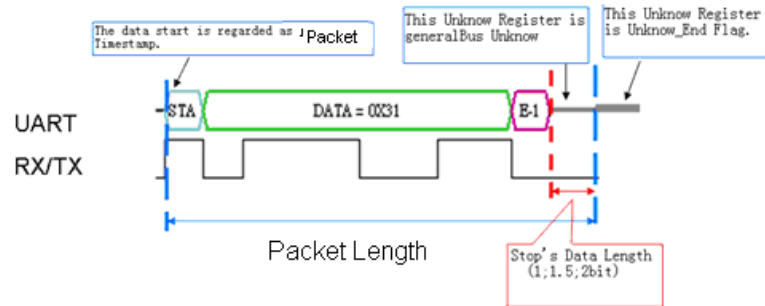 The data start is regarded as Packet
Timestamp.
This Unknow Register is
generalBus Unknow
This Unknow Register
is Unknow_End Flag.
STA
DATA = 0X31
E-1
UART
RX/TX
Packet Length
Stop's Data Length
(1;1.5;2bit)